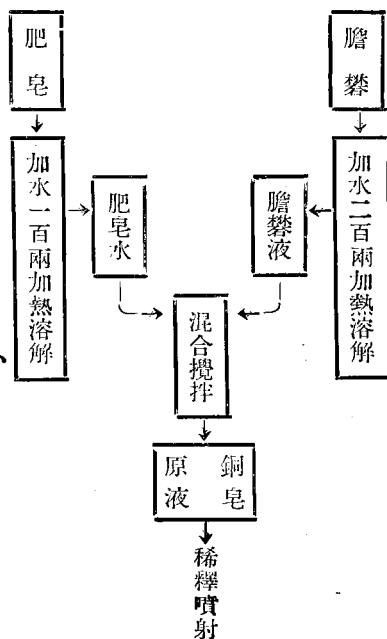 膽礬
加水二百兩加熱溶解
膽礬液
肥皂
加水一百兩加熱溶解
肥皂水
混合攪拌
銅皂
原液
稀釋噴射